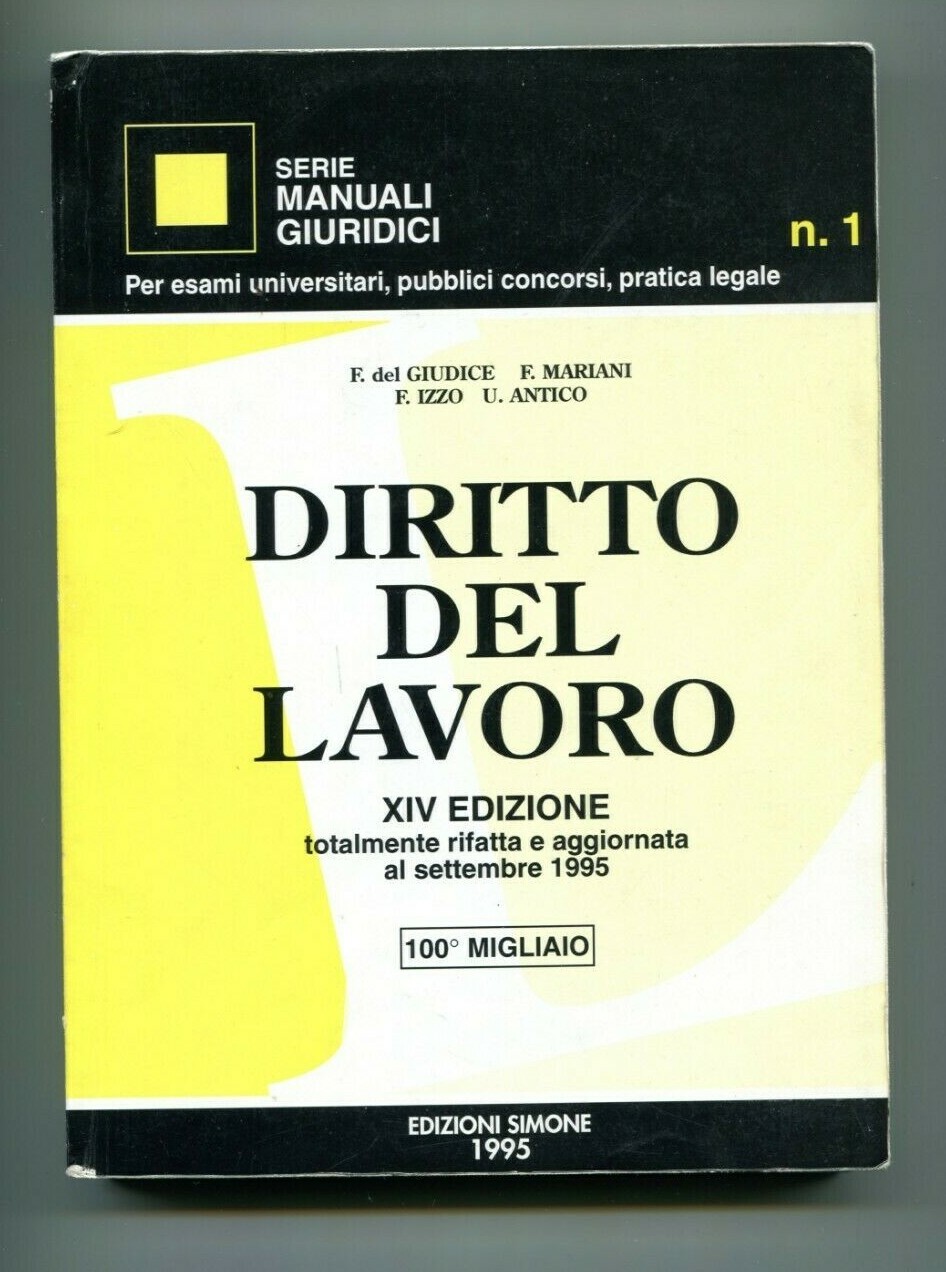 SERIE
MANUALI
GIURIDICI
n. 1
Per esami universitari, pubblici concorsi, pratica legale
F. del GIUDICE F. MARIANI
F. IZZO U. ANTICO
DIRITTO
DEL
LAVORO
XIV EDIZIONE
totalmente rifatta e aggiornata
al settembre 1995
100° MIGLIAIO
EDIZIONI SIMONE
1995